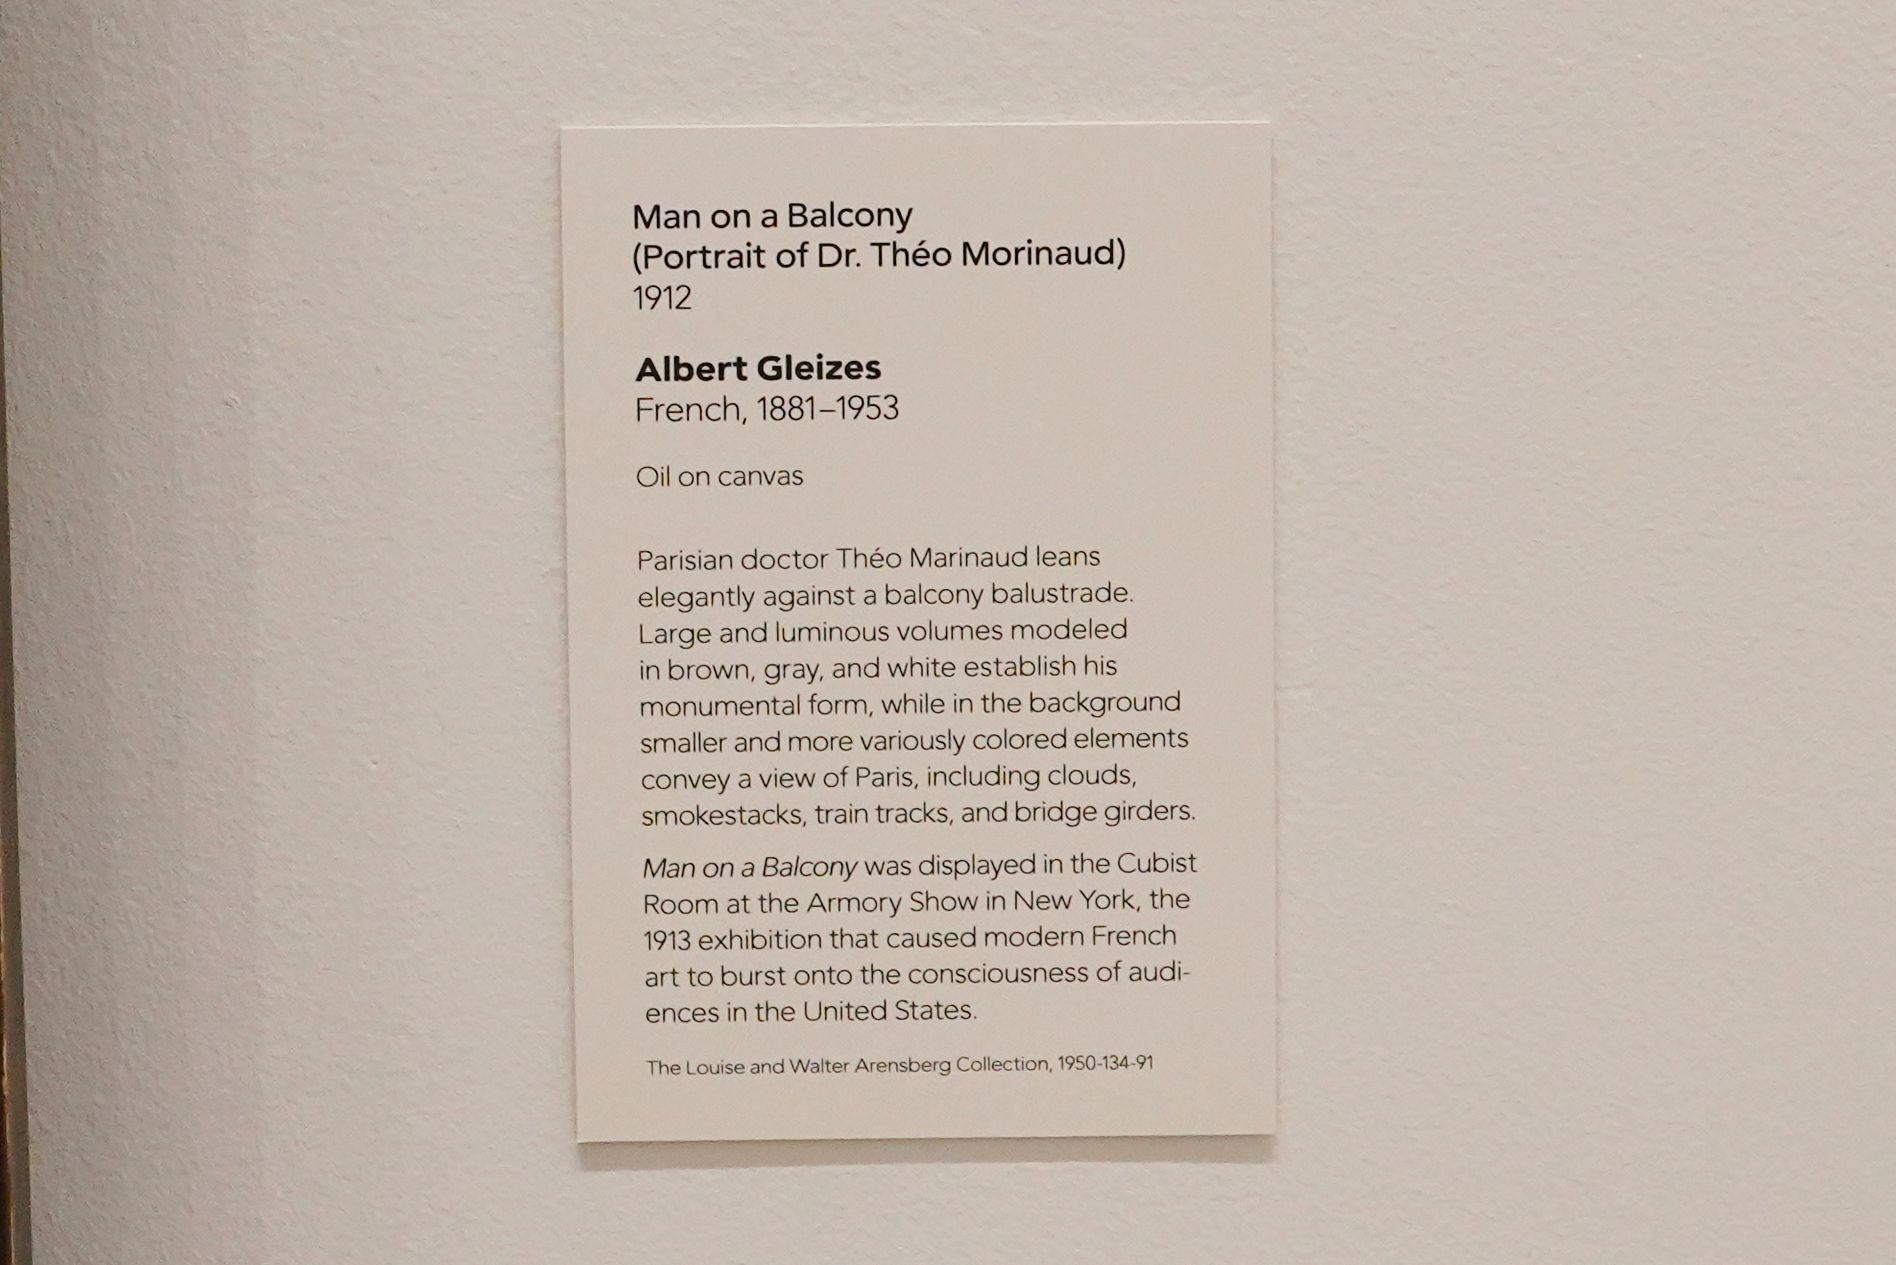 Man on a Balcony
(Portrait of Dr. Théo Morinaud)
1912
Albert Gleizes
French, 1881–1953
Oil on canvas
Parisian doctor Théo Marinaud leans
elegantly against a balcony balustrade.
Large and luminous volumes modeled
in brown, gray, and white establish his
monumental form, while in the background
smaller and more variously colored elements
convey a view of Paris, including clouds,
smokestacks, train tracks, and bridge girders.
Man on a Balcony was displayed in the Cubist
Room at the Armory Show in New York, the
1913 exhibition that caused modern French
art to burst onto the consciousness of audi-
ences in the United States.
The Louise and Walter Arensberg Collection, 1950-134-91